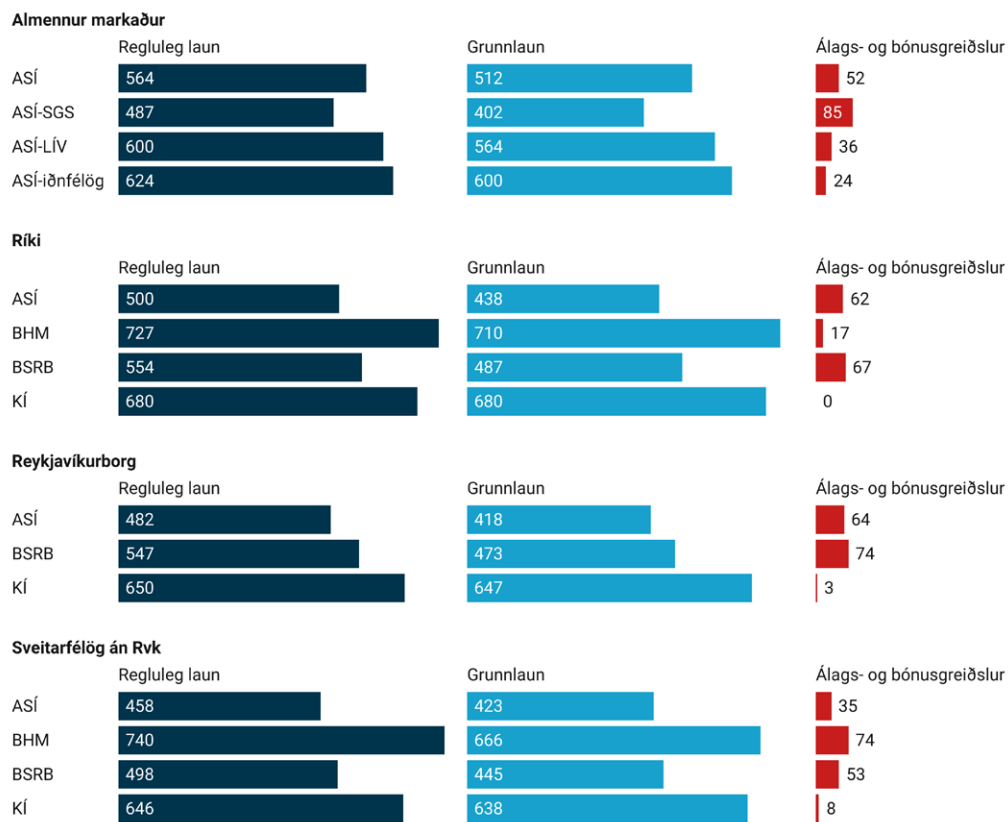 Almennur markaður
Regluleg laun Grunnlaun Álags- og bónusgreiðslur
ASÍ 564 512 52
ASÍ-SGS 487 402 85
ASÍ-LÍV 600 564 36
ASÍ-iðnfélög 624 600 24
Ríki
Regluleg laun Grunnlaun Álags- og bónusgreiðslur
ASÍ 500 438 62
BHM 727 710 17
BSRB 554 487 67
KÍ 680 680 0
Reykjavíkurborg
Regluleg laun Grunnlaun Álags- og bónusgreiðslur
ASÍ 482 418 64
BSRB 547 473 74
KÍ 650 647 3
Sveitarfélög án Rvk
Regluleg laun Grunnlaun Álags- og bónusgreiðslur
ASÍ 458 423 35
BHM 740 666 74
BSRB 498 445 53
KÍ 646 638 8